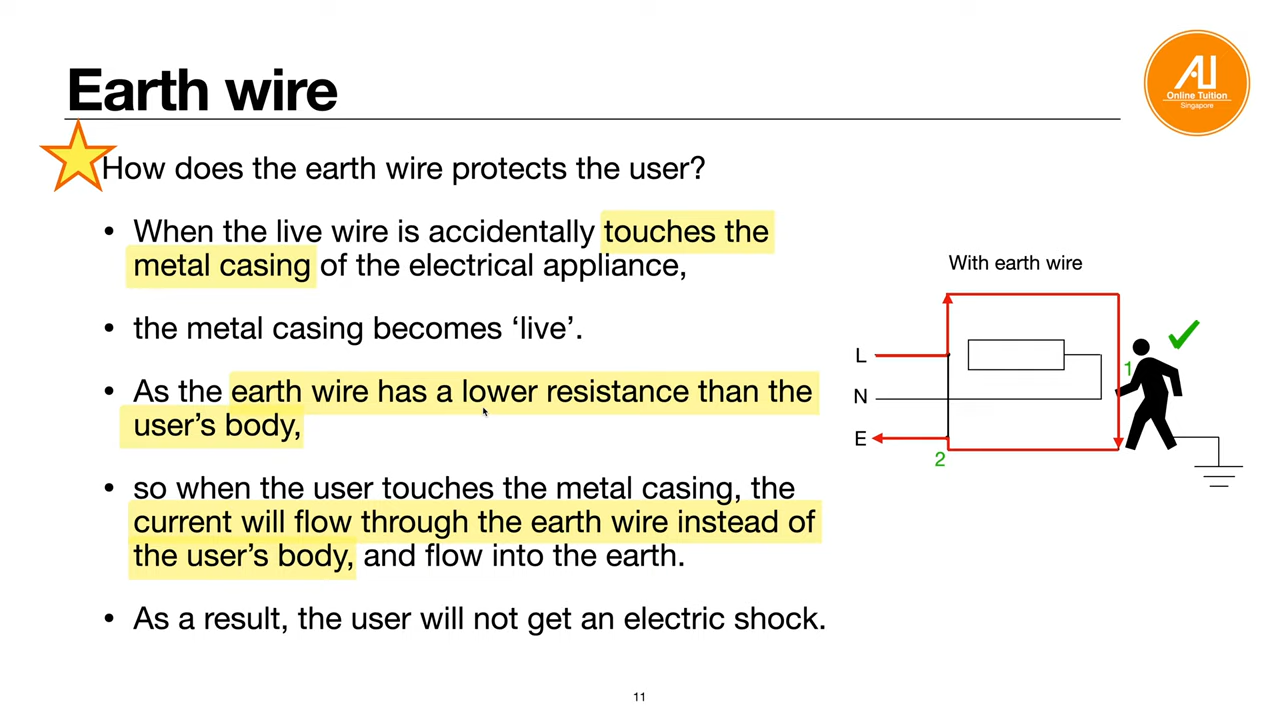 Earth wire
AU
Online Tuition
Singapore
How does the earth wire protects the user?
• When the live wire is accidentally touches the
metal casing of the electrical appliance,
• the metal casing becomes ‘live’.
• As the earth wire has a lower resistance than the
user’s body,
• so when the user touches the metal casing, the
current will flow through the earth wire instead of
the user’s body, and flow into the earth.
• As a result, the user will not get an electric shock.
With earth wire
L
1
N
E
2
11